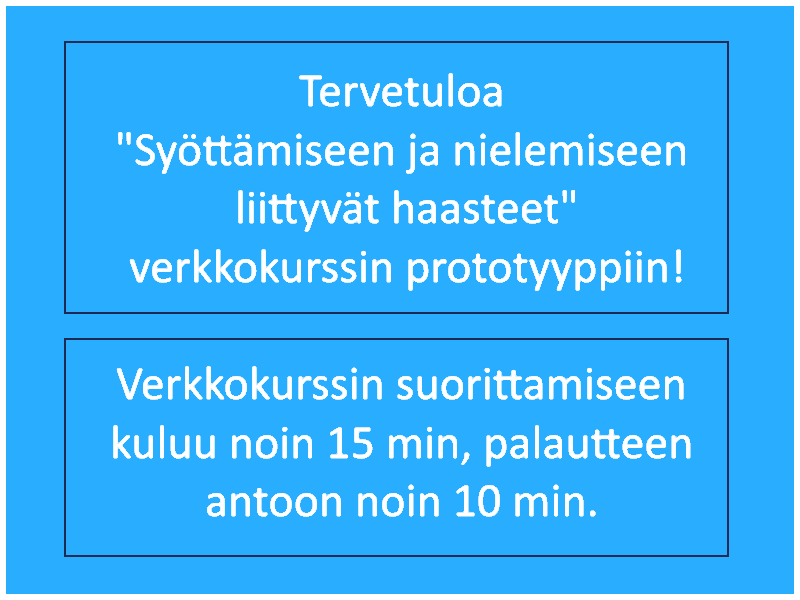 Tervetuloa
"Syöttämiseen ja nielemiseen
liittyvät haasteet"
verkkokurssin prototyyppiin!
Verkkokurssin suorittamiseen
kuluu noin 15 min, palautteen
antoon noin 10 min.